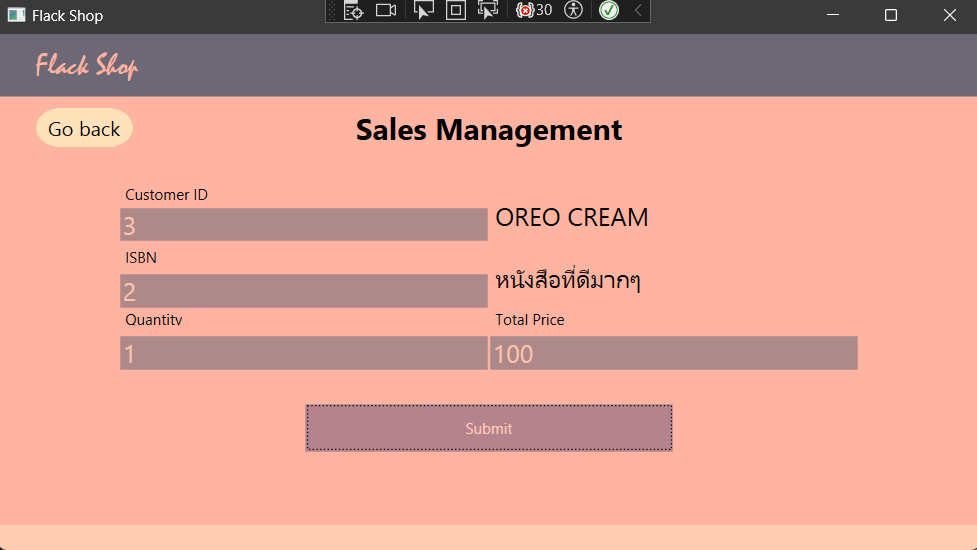 Flack Shop
30
Flack Shop
Go back
Sales Management
Customer ID
3
OREO CREAM
ISBN
2
หนังสือที่ดีมากๆ
Quantity
Total Price
1
100
Submit